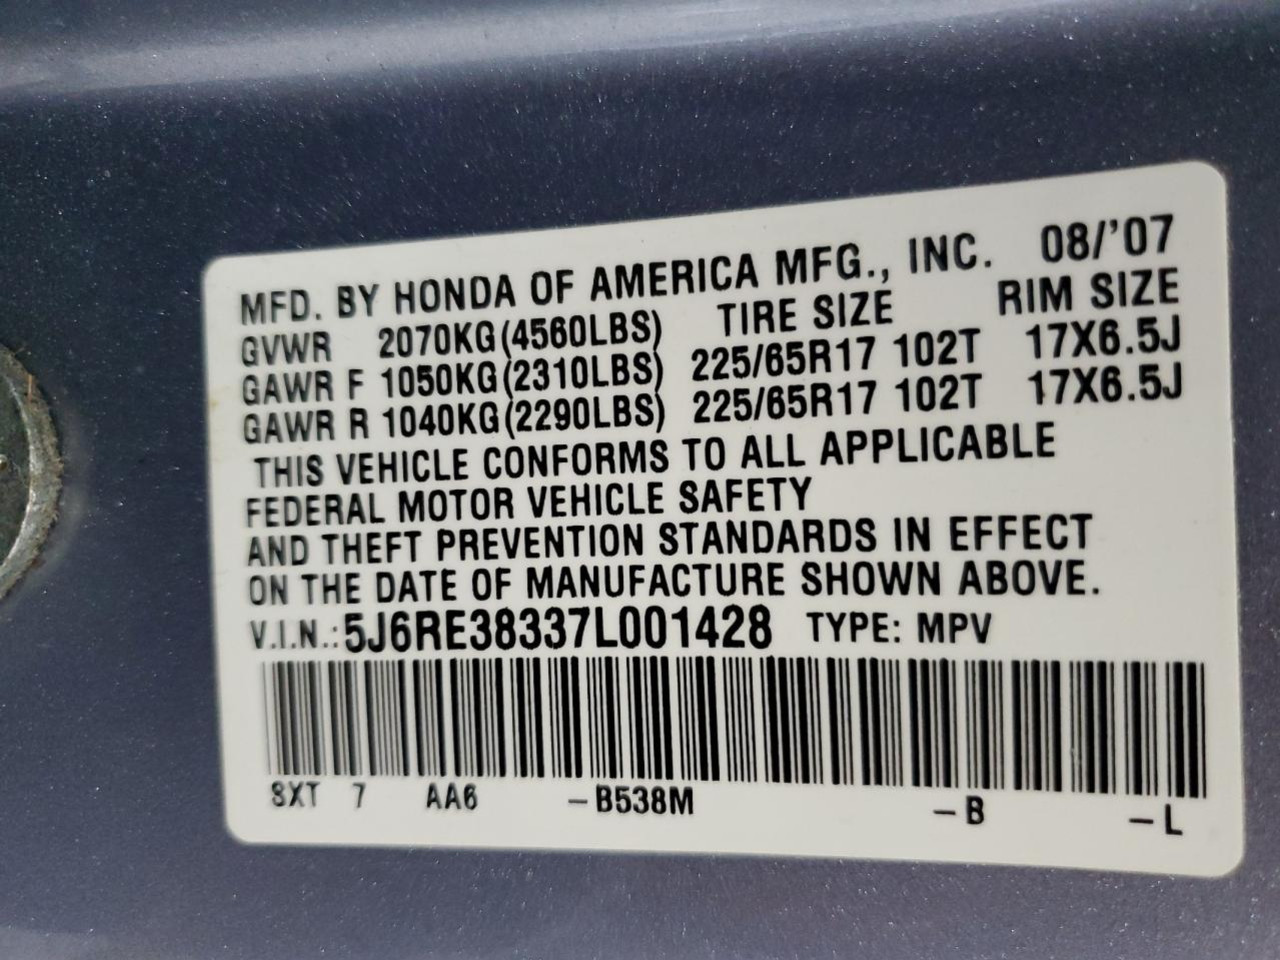 MFD. BY HONDA OF AMERICA MFG., INC. 08/'07
GVWR 2070KG(4560LBS) TIRE SIZE RIM SIZE
GAWR F 1050KG(2310LBS) 225/65R17 102T 17X6.5J
GAWR R 1040KG(2290LBS) 225/65R17 102T 17X6.5J
THIS VEHICLE CONFORMS TO ALL APPLICABLE
FEDERAL MOTOR VEHICLE SAFETY
AND THEFT PREVENTION STANDARDS IN EFFECT
ON THE DATE OF MANUFACTURE SHOWN ABOVE.
V.I.N.:5J6RE38337L001428 TYPE: MPV
SXT 7 AA6 -B538M -B -L